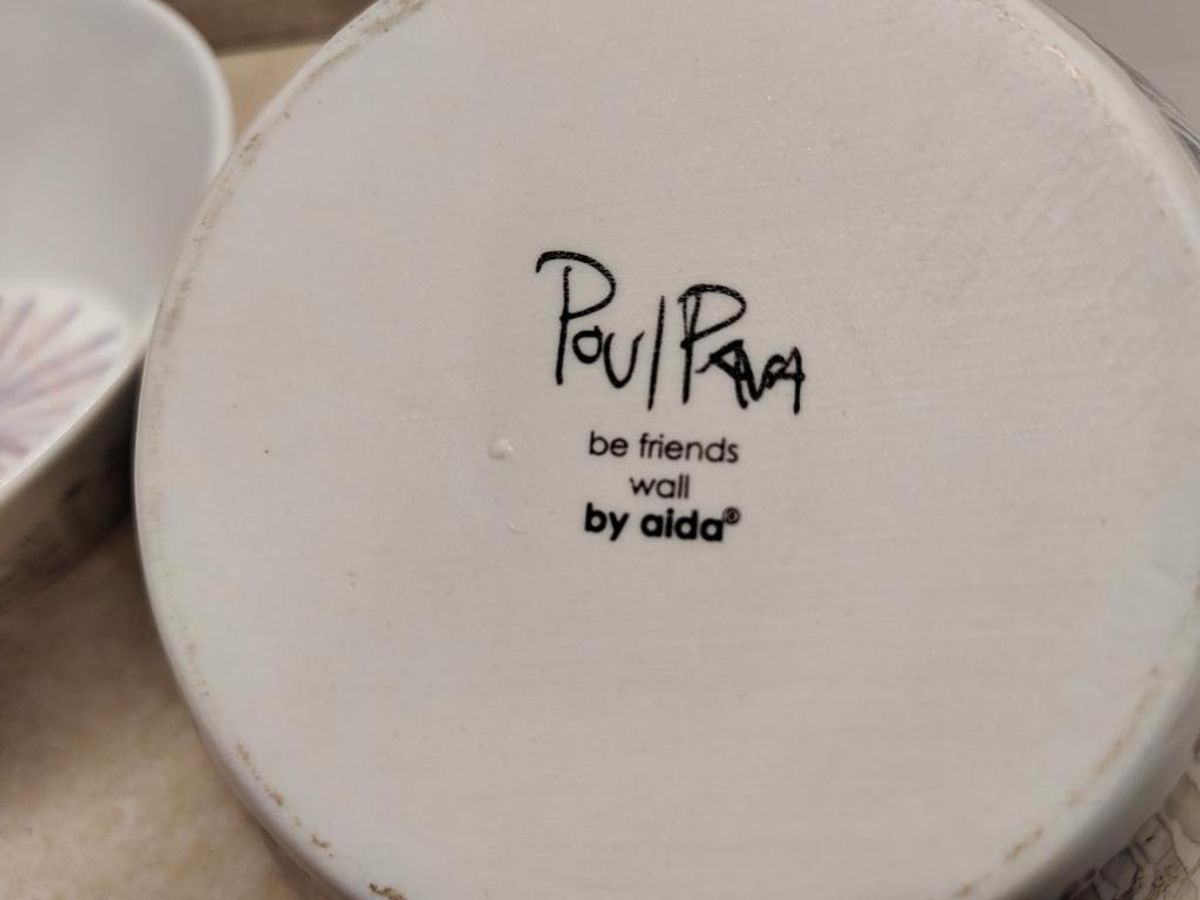 Poul Pava
be friends
wall
by aida®